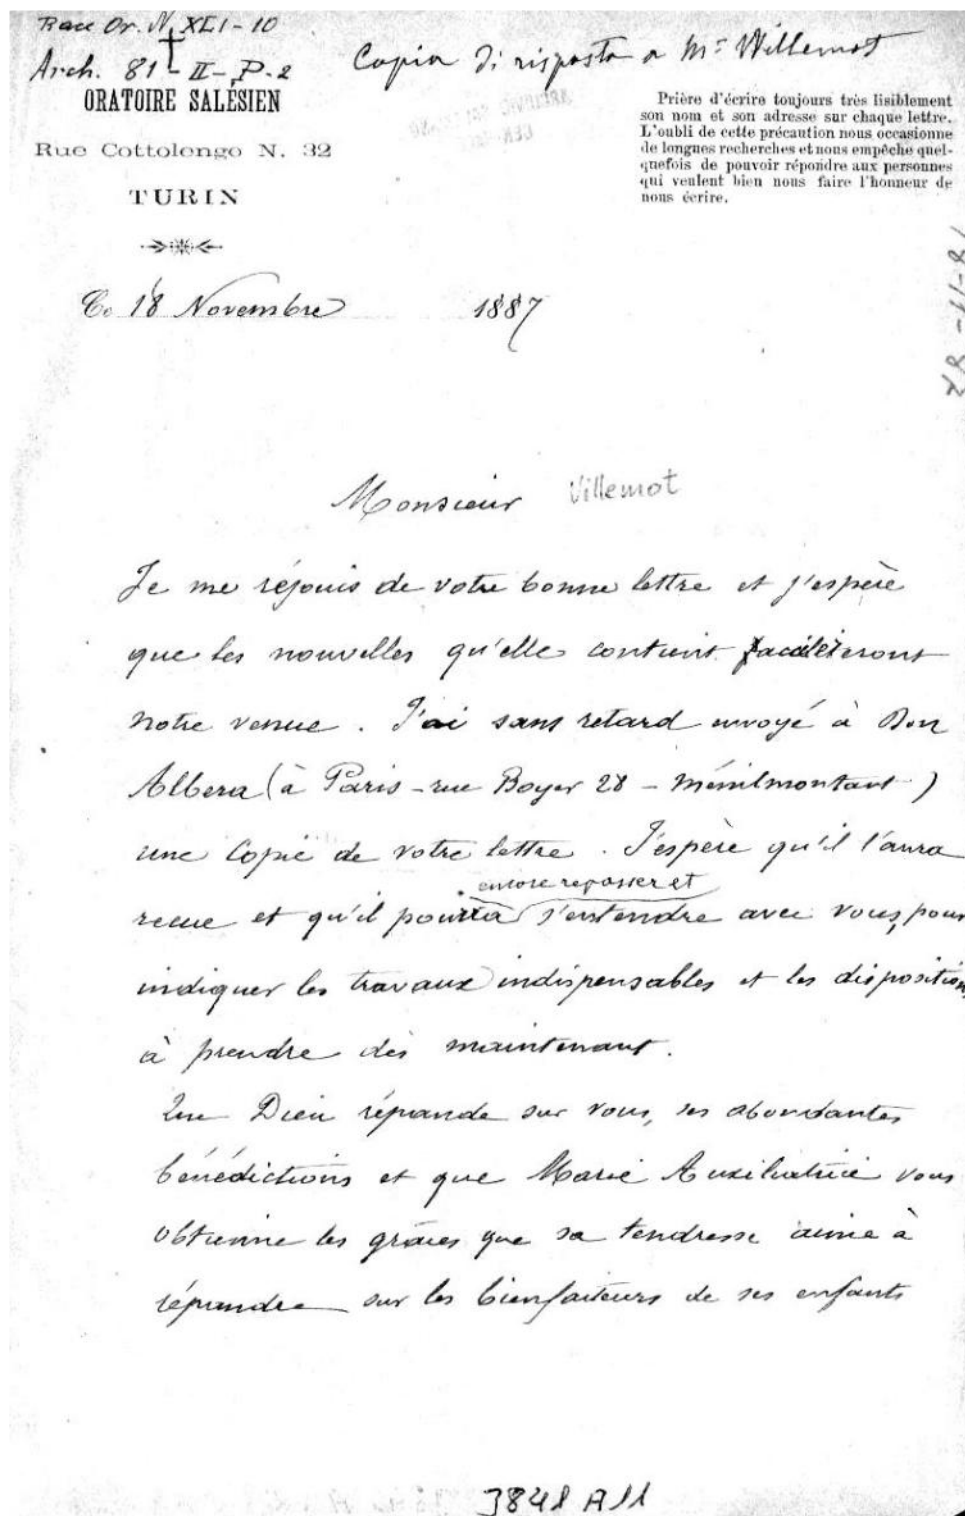 Race Or. N. XLI-10
Arch. 81-II-P-2
Copia di risposta a Mr Willemot
ORATOIRE SALÉSIEN
Rue Cottolengo N. 32
TURIN
Prière d'écrire toujours très lisiblement
son nom et son adresse sur chaque lettre.
L'oubli de cette précaution nous occasionne
de longues recherches et nous empêche quel-
quefois de pouvoir répondre aux personnes
qui veulent bien nous faire l'honneur de
nous écrire.
18-11-87
Ce 18 Novembre 1887
Monsieur Villemot
Je me réjouis de votre bonne lettre et j'espère
que les nouvelles qu'elle contient faciliteront
notre venue. J'ai sans retard envoyé à Don
Albera (à Paris - rue Boyer 28 - Ménilmontant)
une copie de votre lettre. J'espère qu'il l'aura
encore repasser et
recue et qu'il pourra s'entendre avec vous, pour
indiquer les travaux indispensables et les dispositions
à prendre dès maintenant.
Que Dieu répande sur vous, ses abondantes
bénédictions et que Marie Auxiliatrice vous
obtienne les grâces que sa tendresse aime à
répandre sur les bienfaiteurs de ses enfants
3848 A11